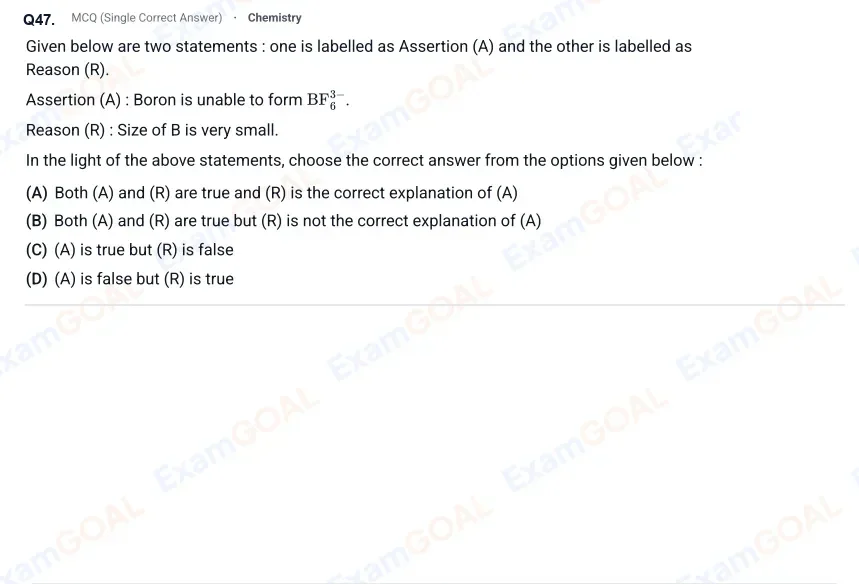 Q47. MCQ (Single Correct Answer) · Chemistry
Given below are two statements : one is labelled as Assertion (A) and the other is labelled as
Reason (R).
Assertion (A) : Boron is unable to form BF₆³⁻.
Reason (R) : Size of B is very small.
In the light of the above statements, choose the correct answer from the options given below :
(A) Both (A) and (R) are true and (R) is the correct explanation of (A)
(B) Both (A) and (R) are true but (R) is not the correct explanation of (A)
(C) (A) is true but (R) is false
(D) (A) is false but (R) is true
ExamGOAL